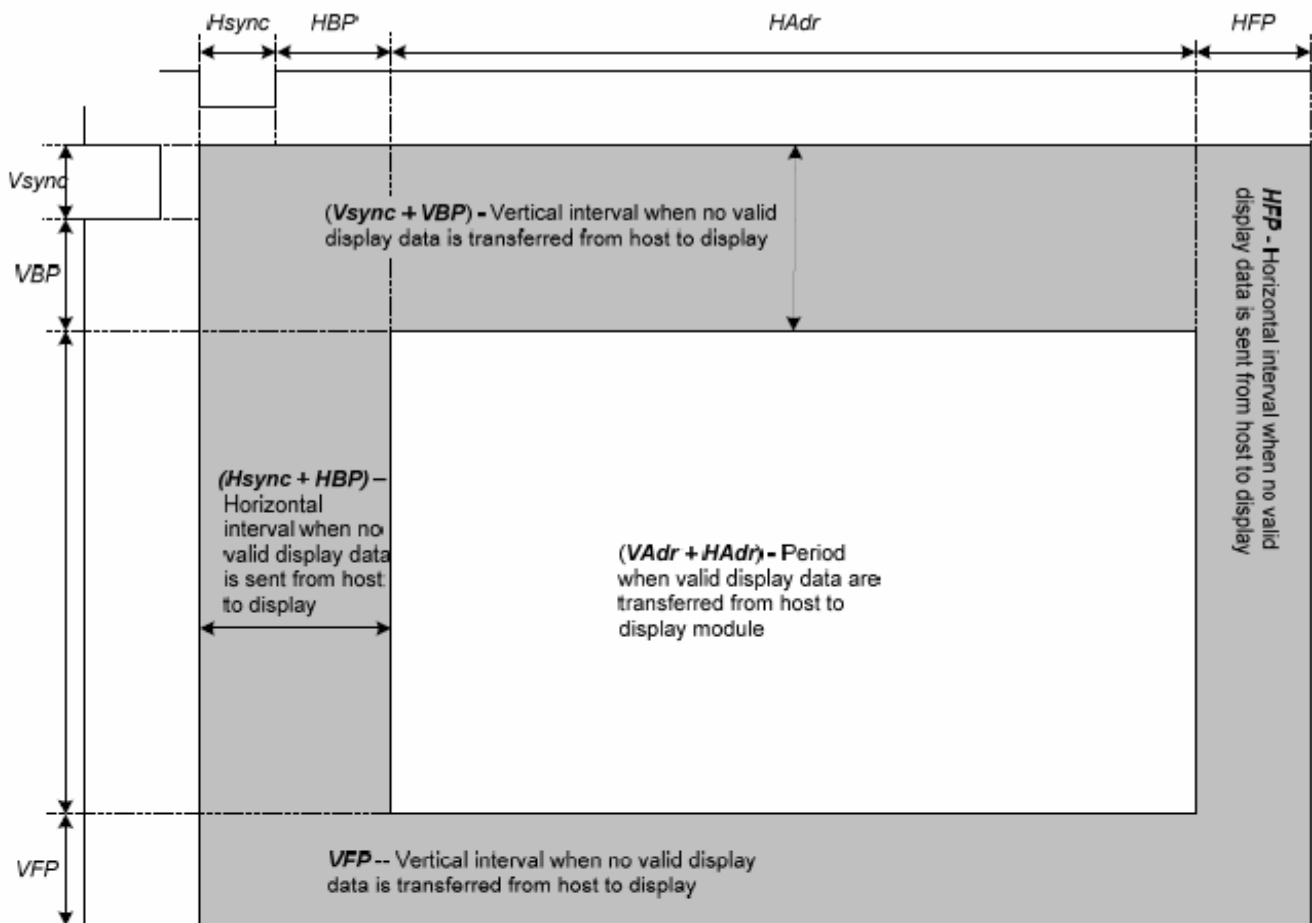 Hsync HBP HAdr HFP
Vsync
(Vsync + VBP) - Vertical interval when no valid
display data is transferred from host to display
VBP
HFP - Horizontal interval when no valid
display data is sent from host to display
(Hsync + HBP) –
Horizontal
interval when no
valid display data
is sent from host
to display
(VAdr + HAdr) - Period
when valid display data are
transferred from host to
display module
VFP
VFP -- Vertical interval when no valid display
data is transferred from host to display